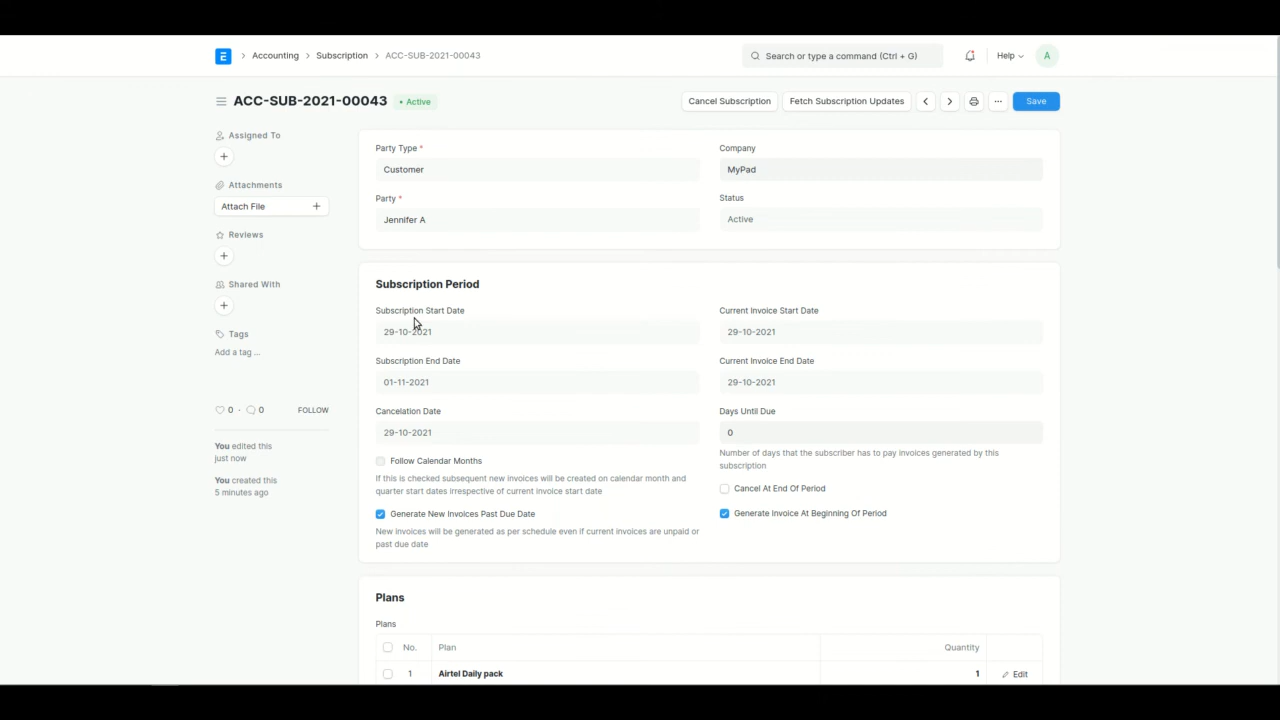 E
Accounting
Subscription
ACC-SUB-2021-00043
Search or type a command (Ctrl + G)
Help
A
ACC-SUB-2021-00043
Active
Cancel Subscription
Fetch Subscription Updates
Save
Assigned To
Attachments
Attach File
Reviews
Shared With
Tags
Add a tag ...
0 · 0 FOLLOW
You edited this
just now
You created this
5 minutes ago
Party Type *
Customer
Party *
Jennifer A
Company
MyPad
Status
Active
Subscription Period
Subscription Start Date
29-10-2021
Subscription End Date
01-11-2021
Cancelation Date
29-10-2021
Follow Calendar Months
If this is checked subsequent new invoices will be created on calendar month and
quarter start dates irrespective of current invoice start date
Generate New Invoices Past Due Date
New invoices will be generated as per schedule even if current invoices are unpaid or
past due date
Current Invoice Start Date
29-10-2021
Current Invoice End Date
29-10-2021
Days Until Due
0
Number of days that the subscriber has to pay invoices generated by this
subscription
Cancel At End Of Period
Generate Invoice At Beginning Of Period
Plans
Plans
No. Plan Quantity
1 Airtel Daily pack 1 Edit